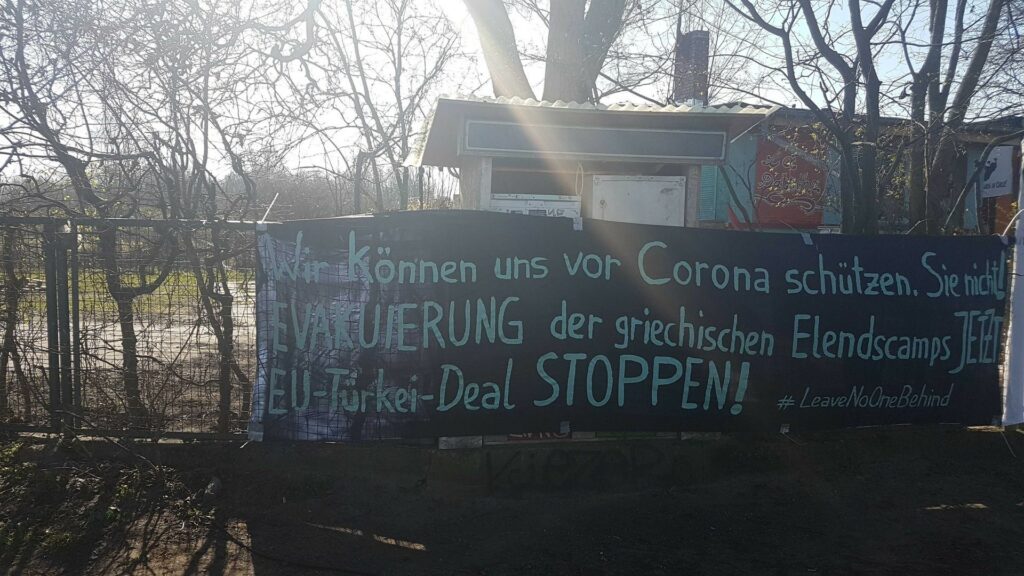 Wir Können uns vor Corona schützen. Sie nicht!
EVAKUIERUNG der griechischen Elendscamps JETZT
EU-Türkei-Deal STOPPEN!
#LeaveNoOneBehind